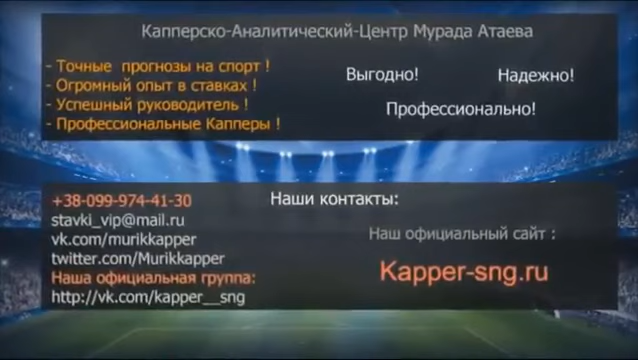 Капперско-Аналитический-Центр Мурада Атаева
- Точные прогнозы на спорт !
- Огромный опыт в ставках !
- Успешный руководитель !
- Профессиональные Капперы !
Выгодно!
Надежно!
Профессионально!
Наши контакты:
+38-099-974-41-30
stavki_vip@mail.ru
vk.com/murikkapper
twitter.com/Murikkapper
Наша официальная группа:
http://vk.com/kapper__sng
Наш официальный сайт :
Kapper-sng.ru